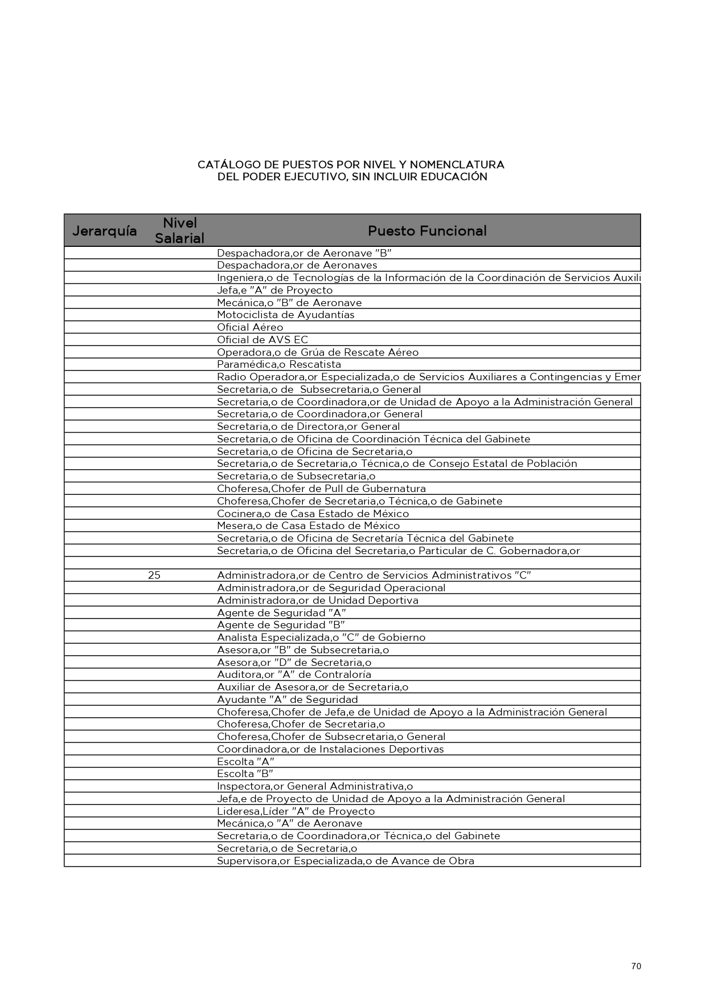 CATÁLOGO DE PUESTOS POR NIVEL Y NOMENCLATURA
DEL PODER EJECUTIVO, SIN INCLUIR EDUCACIÓN
Jerarquía Nivel Salarial Puesto Funcional
Despachadora,or de Aeronave "B"
Despachadora,or de Aeronaves
Ingeniera,o de Tecnologías de la Información de la Coordinación de Servicios Auxili
Jefa,e "A" de Proyecto
Mecánica,o "B" de Aeronave
Motociclista de Ayudantías
Oficial Aéreo
Oficial de AVS EC
Operadora,o de Grúa de Rescate Aéreo
Paramédica,o Rescatista
Radio Operadora,or Especializada,o de Servicios Auxiliares a Contingencias y Emer
Secretaria,o de  Subsecretaria,o General
Secretaria,o de Coordinadora,or de Unidad de Apoyo a la Administración General
Secretaria,o de Coordinadora,or General
Secretaria,o de Directora,or General
Secretaria,o de Oficina de Coordinación Técnica del Gabinete
Secretaria,o de Oficina de Secretaria,o
Secretaria,o de Secretaria,o Técnica,o de Consejo Estatal de Población
Secretaria,o de Subsecretaria,o
Choferesa,Chofer de Pull de Gubernatura
Choferesa,Chofer de Secretaria,o Técnica,o de Gabinete
Cocinera,o de Casa Estado de México
Mesera,o de Casa Estado de México
Secretaria,o de Oficina de Secretaría Técnica del Gabinete
Secretaria,o de Oficina del Secretaria,o Particular de C. Gobernadora,or
25 Administradora,or de Centro de Servicios Administrativos "C"
Administradora,or de Seguridad Operacional
Administradora,or de Unidad Deportiva
Agente de Seguridad "A"
Agente de Seguridad "B"
Analista Especializada,o "C" de Gobierno
Asesora,or "B" de Subsecretaria,o
Asesora,or "D" de Secretaria,o
Auditora,or "A" de Contraloría
Auxiliar de Asesora,or de Secretaria,o
Ayudante "A" de Seguridad
Choferesa,Chofer de Jefa,e de Unidad de Apoyo a la Administración General
Choferesa,Chofer de Secretaria,o
Choferesa,Chofer de Subsecretaria,o General
Coordinadora,or de Instalaciones Deportivas
Escolta "A"
Escolta "B"
Inspectora,or General Administrativa,o
Jefa,e de Proyecto de Unidad de Apoyo a la Administración General
Lideresa,Líder "A" de Proyecto
Mecánica,o "A" de Aeronave
Secretaria,o de Coordinadora,or Técnica,o del Gabinete
Secretaria,o de Secretaria,o
Supervisora,or Especializada,o de Avance de Obra
70